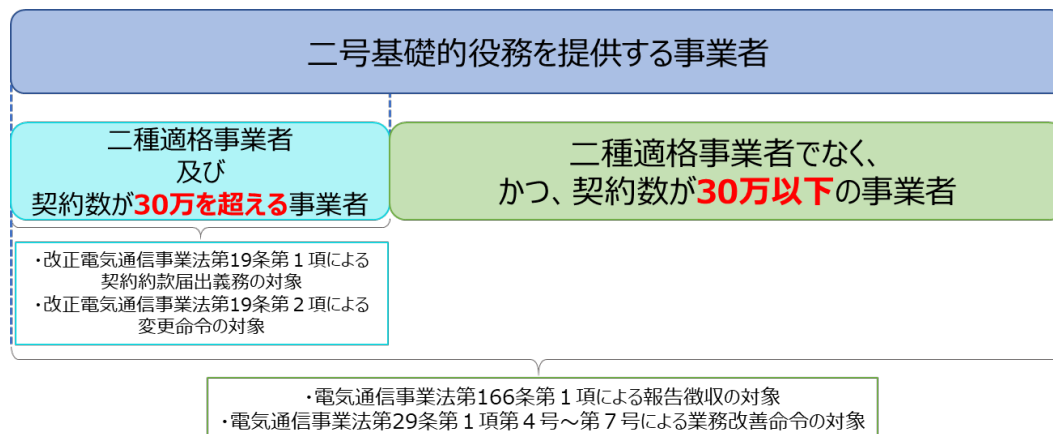 二号基礎的役務を提供する事業者
二種適格事業者
及び
契約数が30万を超える事業者
二種適格事業者でなく、
かつ、契約数が30万以下の事業者
・改正電気通信事業法第19条第１項による
契約約款届出義務の対象
・改正電気通信事業法第19条第２項による
変更命令の対象
・電気通信事業法第166条第１項による報告徴収の対象
・電気通信事業法第29条第１項第４号～第７号による業務改善命令の対象